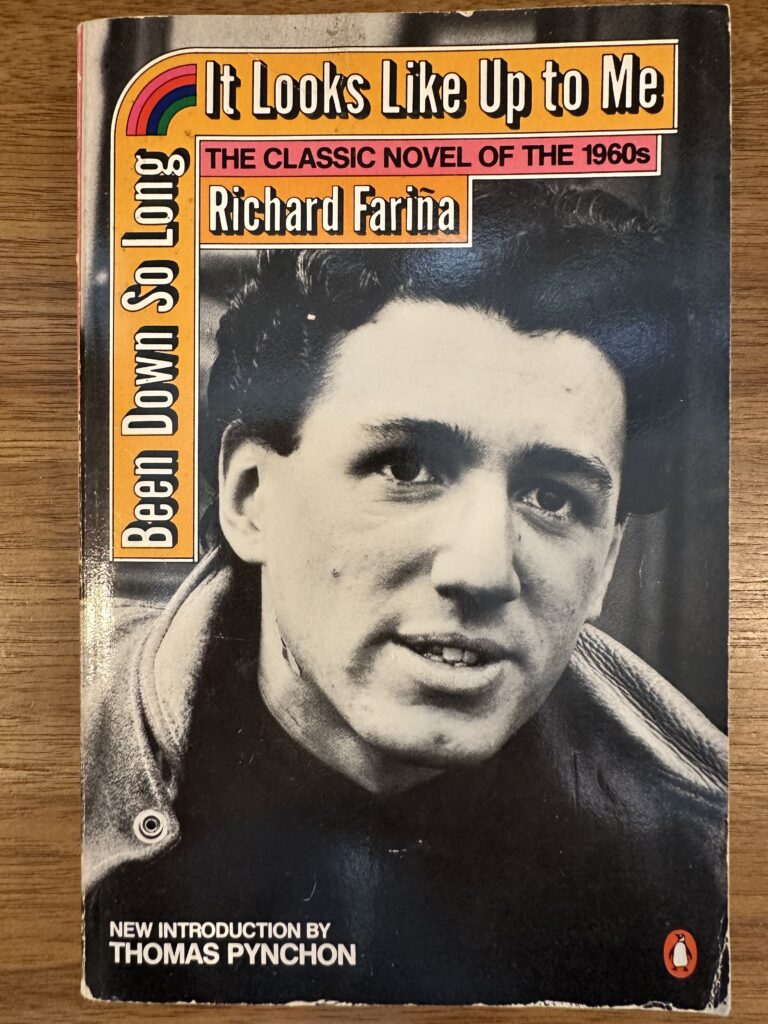 Been Down So Long
It Looks Like Up to Me
THE CLASSIC NOVEL OF THE 1960s
Richard Fariña
NEW INTRODUCTION BY
THOMAS PYNCHON